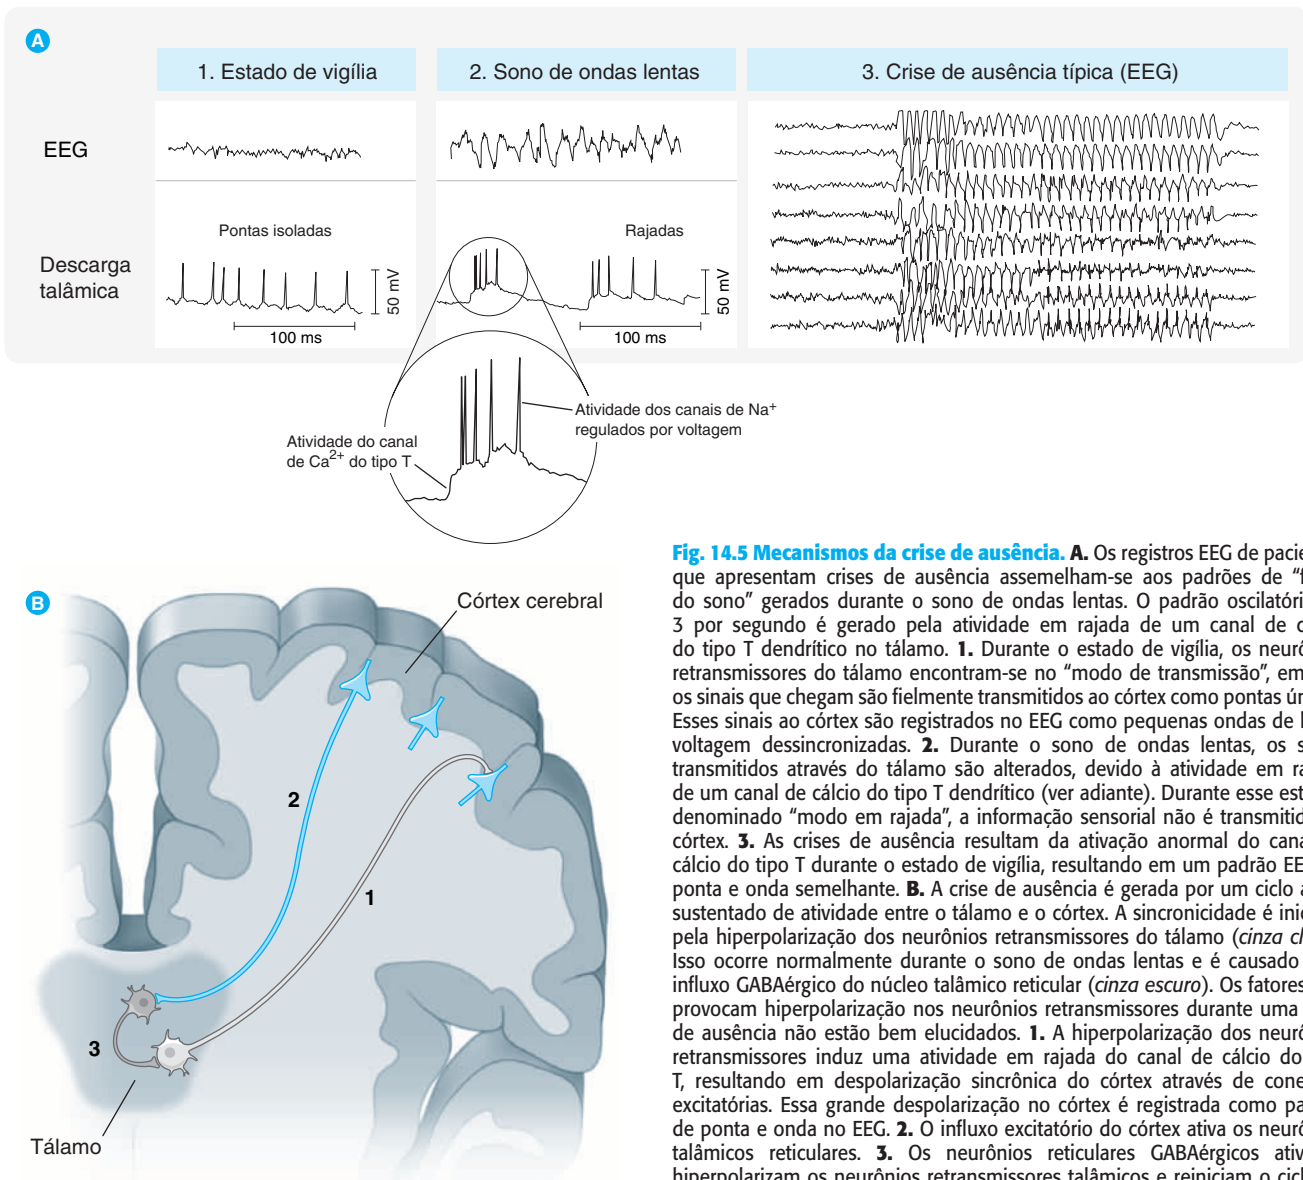 A
1. Estado de vigília
2. Sono de ondas lentas
3. Crise de ausência típica (EEG)
EEG
Descarga
talâmica
Pontas isoladas
50 mV
100 ms
Rajadas
50 mV
100 ms
Atividade do canal
de Ca2+ do tipo T
Atividade dos canais de Na+
regulados por voltagem
B
Córtex cerebral
2
1
3
Tálamo
Fig. 14.5 Mecanismos da crise de ausência. A. Os registros EEG de pacie
que apresentam crises de ausência assemelham-se aos padrões de “f
do sono” gerados durante o sono de ondas lentas. O padrão oscilatóri
3 por segundo é gerado pela atividade em rajada de um canal de c
do tipo T dendrítico no tálamo. 1. Durante o estado de vigília, os neurô
retransmissores do tálamo encontram-se no “modo de transmissão”, em
os sinais que chegam são fielmente transmitidos ao córtex como pontas ún
Esses sinais ao córtex são registrados no EEG como pequenas ondas de
voltagem dessincronizadas. 2. Durante o sono de ondas lentas, os s
transmitidos através do tálamo são alterados, devido à atividade em ra
de um canal de cálcio do tipo T dendrítico (ver adiante). Durante esse est
denominado “modo em rajada”, a informação sensorial não é transmitid
córtex. 3. As crises de ausência resultam da ativação anormal do cana
cálcio do tipo T durante o estado de vigília, resultando em um padrão EE
ponta e onda semelhante. B. A crise de ausência é gerada por um ciclo a
sustentado de atividade entre o tálamo e o córtex. A sincronicidade é inic
pela hiperpolarização dos neurônios retransmissores do tálamo (cinza cl
Isso ocorre normalmente durante o sono de ondas lentas e é causado
influxo GABAérgico do núcleo talâmico reticular (cinza escuro). Os fatores
provocam hiperpolarização nos neurônios retransmissores durante uma
de ausência não estão bem elucidados. 1. A hiperpolarização dos neurô
retransmissores induz uma atividade em rajada do canal de cálcio do
T, resultando em despolarização sincrônica do córtex através de cone
excitatórias. Essa grande despolarização no córtex é registrada como pa
de ponta e onda no EEG. 2. O influxo excitatório do córtex ativa os neurô
talâmicos reticulares. 3. Os neurônios reticulares GABAérgicos ativ
hiperpolarizam os neurônios retransmissores talâmicos e reiniciam o cicl